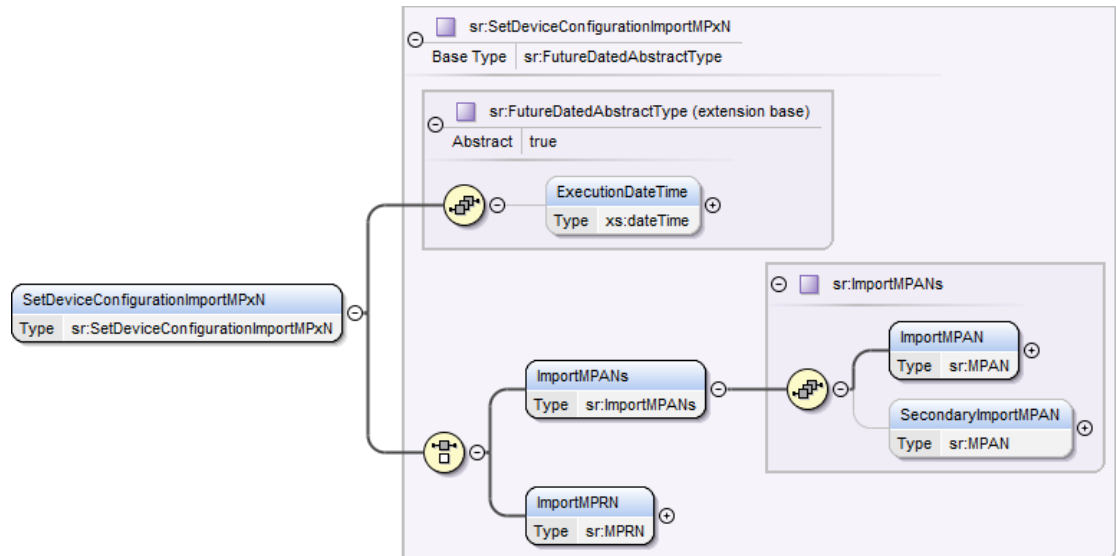 sr:SetDeviceConfigurationImportMPxN
Base Type sr:FutureDatedAbstractType
sr:FutureDatedAbstractType (extension base)
Abstract true
ExecutionDateTime
Type xs:dateTime
SetDeviceConfigurationImportMPxN
Type sr:SetDeviceConfigurationImportMPxN
sr:ImportMPANs
ImportMPAN
Type sr:MPAN
ImportMPANs
Type sr:ImportMPANs
SecondaryImportMPAN
Type sr:MPAN
ImportMPRN
Type sr:MPRN